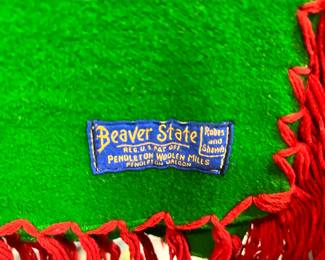 Beaver State
REG. U.S. PAT. OFF.
PENDLETON WOOLEN MILLS
PENDLETON OREGON
Robes
and
Shawls